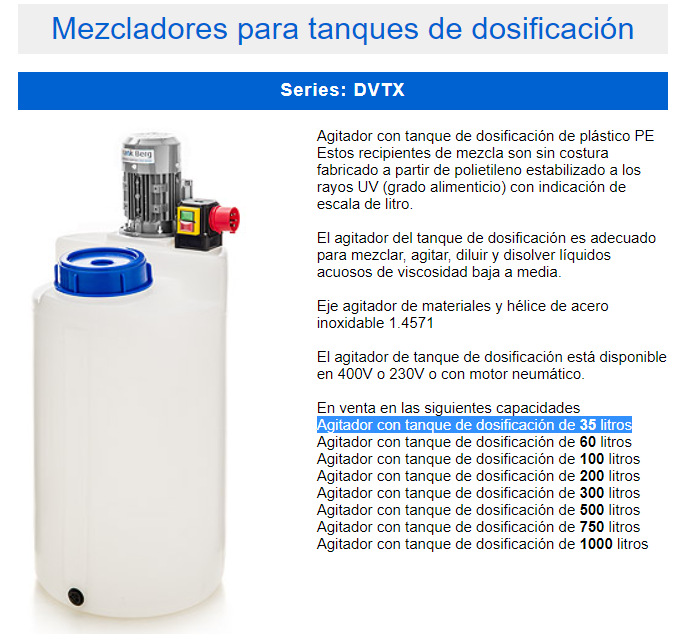 Mezcladores para tanques de dosificación
Series: DVTX
Agitador con tanque de dosificación de plástico PE
Estos recipientes de mezcla son sin costura
fabricado a partir de polietileno estabilizado a los
rayos UV (grado alimenticio) con indicación de
escala de litro.
El agitador del tanque de dosificación es adecuado
para mezclar, agitar, diluir y disolver líquidos
acuosos de viscosidad baja a media.
Eje agitador de materiales y hélice de acero
inoxidable 1.4571
El agitador de tanque de dosificación está disponible
en 400V o 230V o con motor neumático.
En venta en las siguientes capacidades
Agitador con tanque de dosificación de 35 litros
Agitador con tanque de dosificación de 60 litros
Agitador con tanque de dosificación de 100 litros
Agitador con tanque de dosificación de 200 litros
Agitador con tanque de dosificación de 300 litros
Agitador con tanque de dosificación de 500 litros
Agitador con tanque de dosificación de 750 litros
Agitador con tanque de dosificación de 1000 litros
Berg